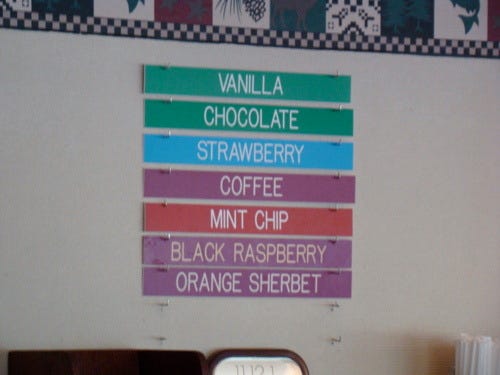 VANILLA
CHOCOLATE
STRAWBERRY
COFFEE
MINT CHIP
BLACK RASPBERRY
ORANGE SHERBET